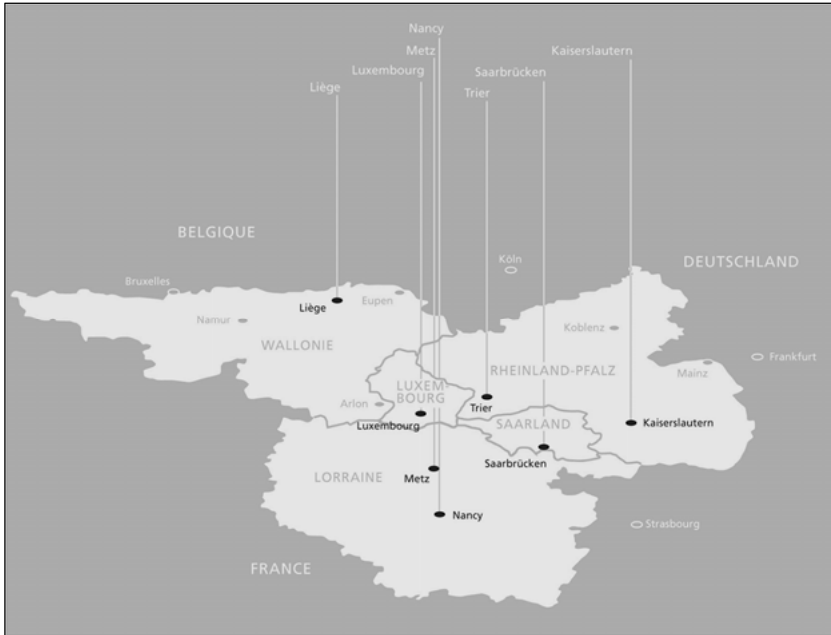 Nancy
Metz
Kaiserslautern
Luxembourg
Saarbrücken
Liège
Trier
BELGIQUE
Köln
DEUTSCHLAND
Bruxelles
Eupen
Liège
Namur
Koblenz
WALLONIE
Frankfurt
Mainz
RHEINLAND-PFALZ
LUXEM-
BOURG
Arlon
Trier
Luxembourg
SAARLAND
Kaiserslautern
Saarbrücken
LORRAINE
Metz
Nancy
Strasbourg
FRANCE